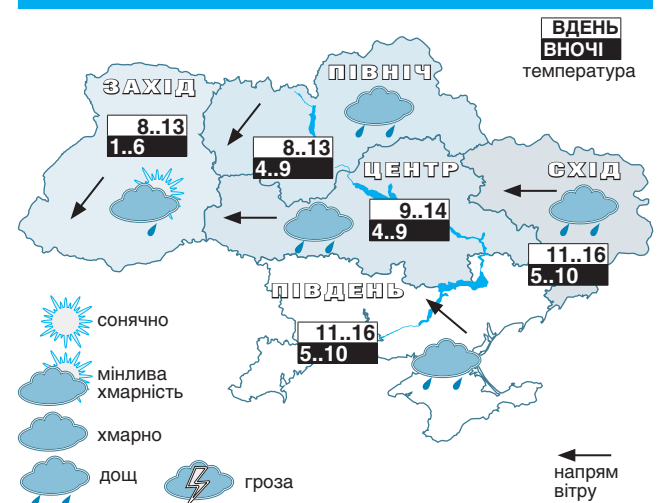 ВДЕНЬ
ВНОЧІ
температура
ПІВНІЧ
ЗАХІД
8..13
1..6
8..13
4..9
ЦЕНТР
СХІД
9..14
4..9
11..16
5..10
ПІВДЕНЬ
11..16
5..10
сонячно
мінлива
хмарність
хмарно
дощ
гроза
напрям
вітру